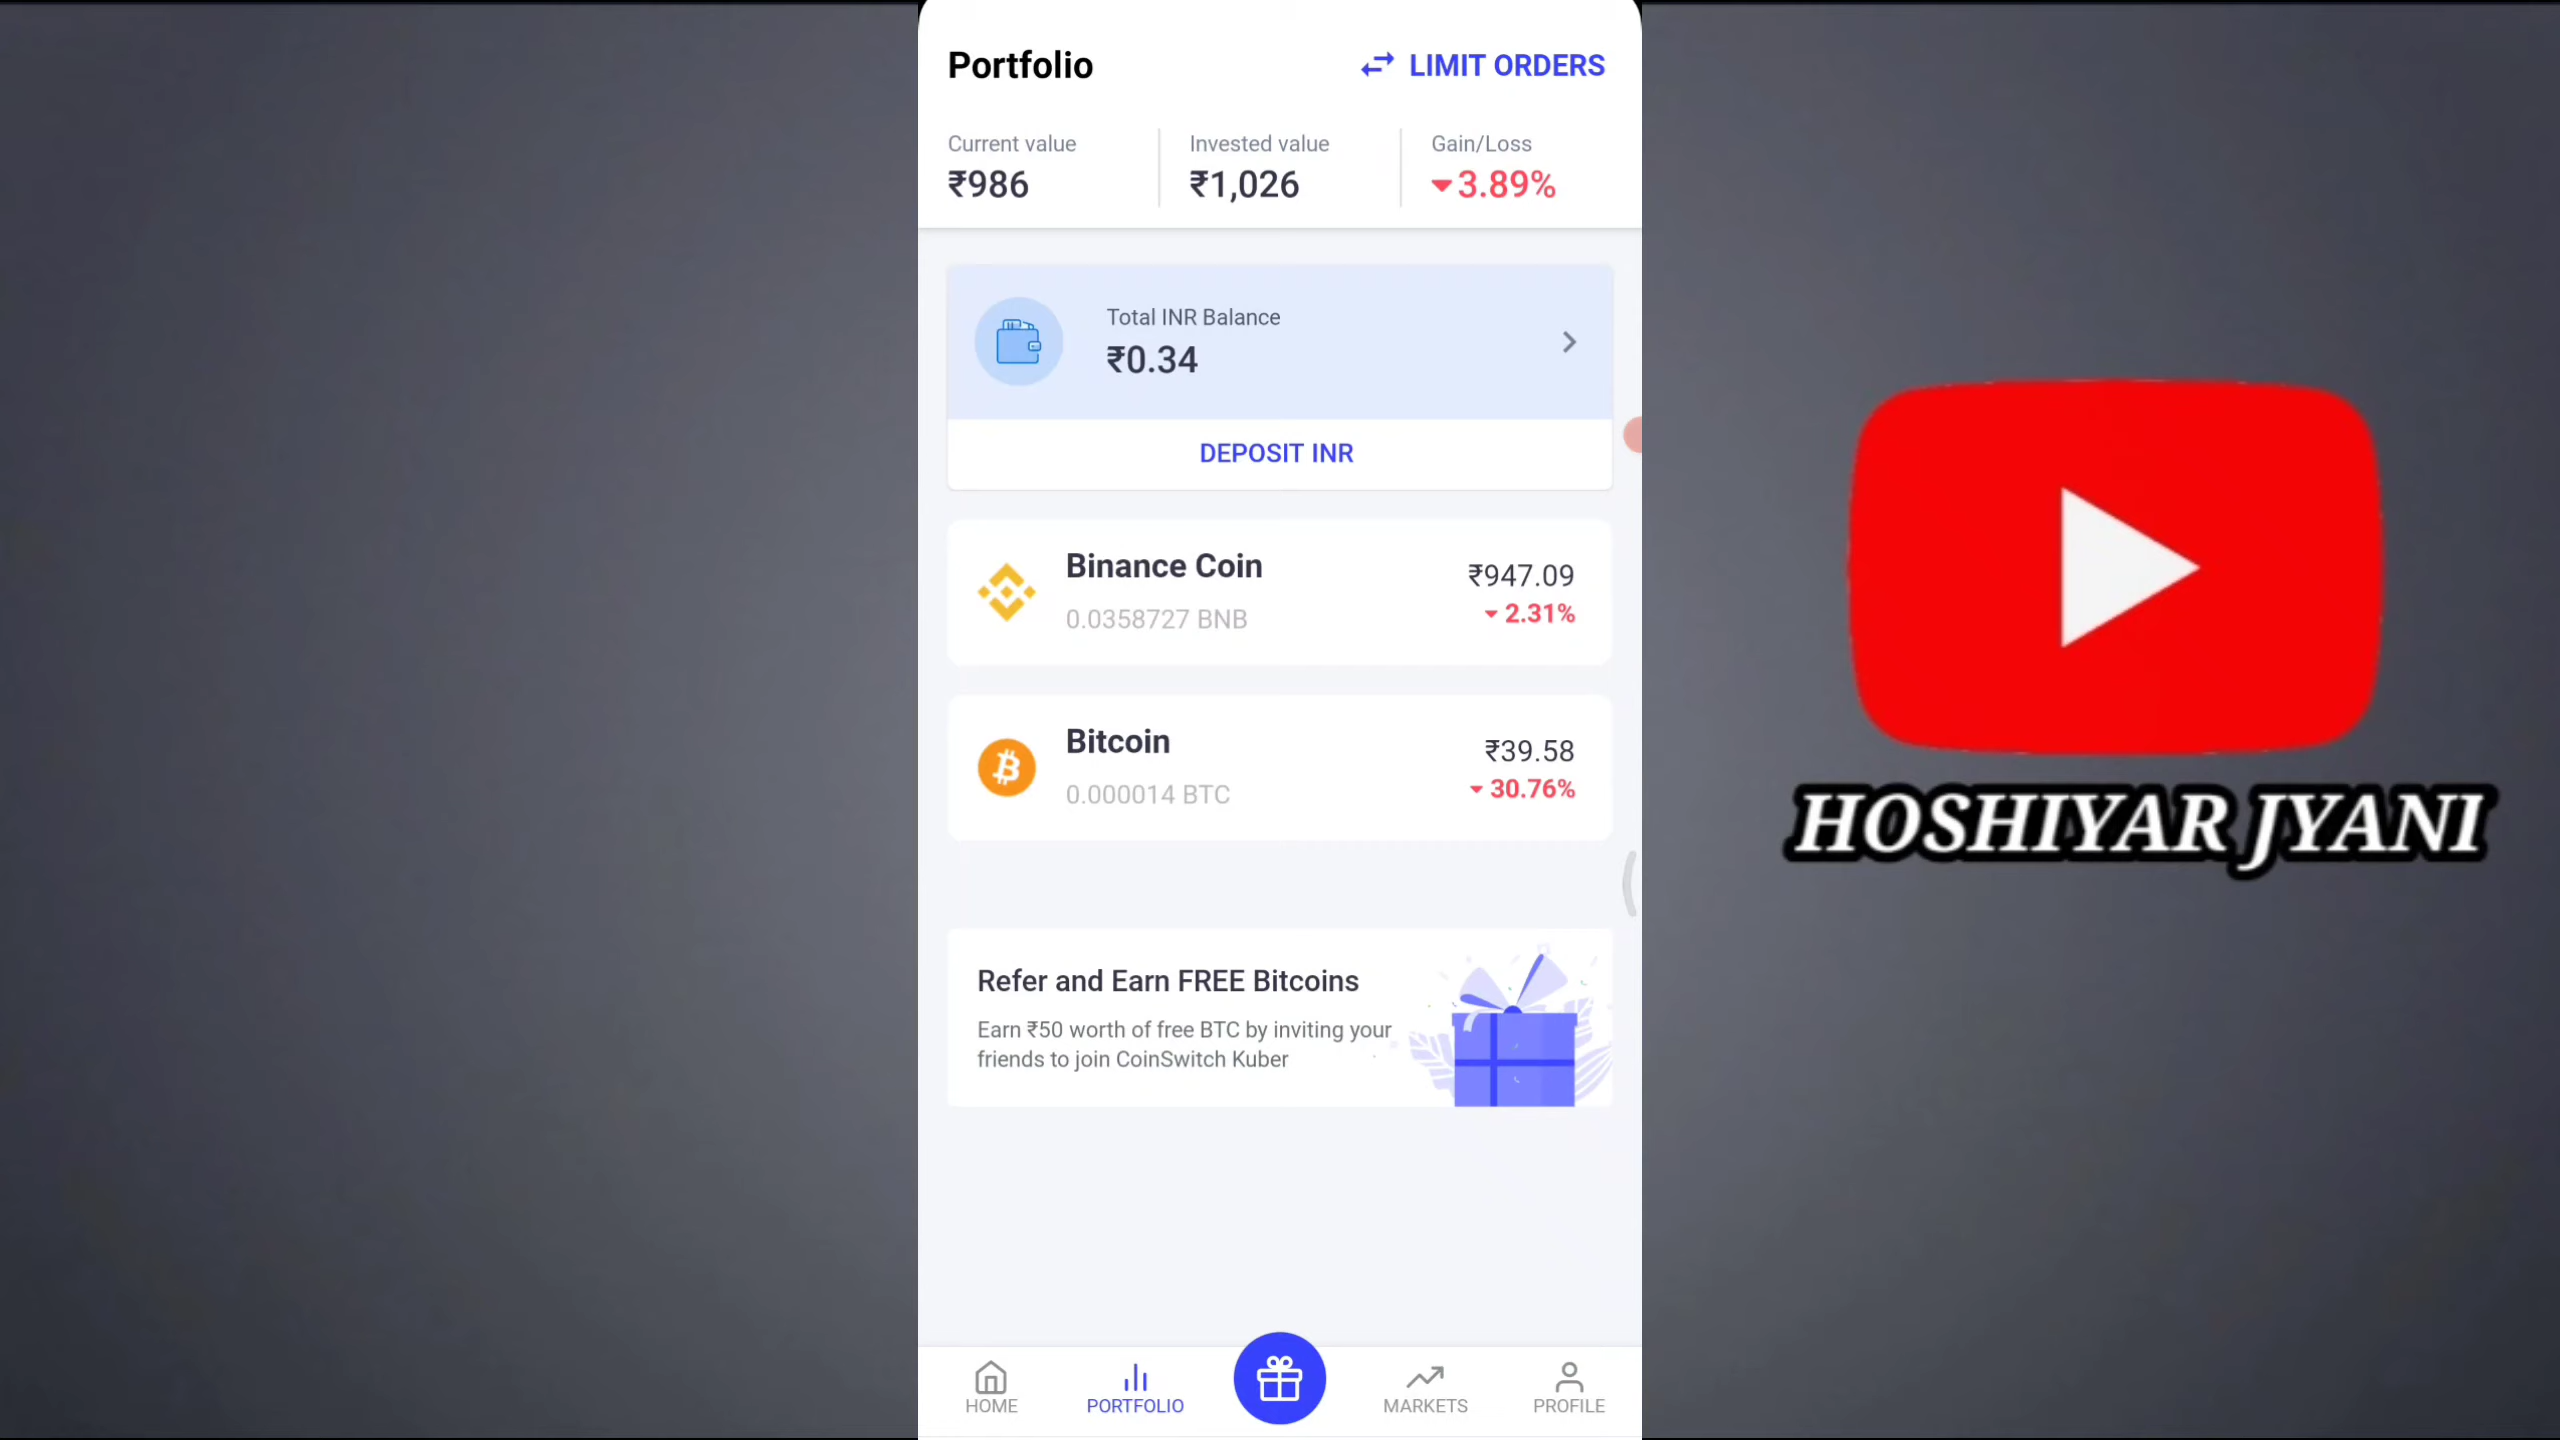 Portfolio
LIMIT ORDERS
Current value
Invested value
Gain/Loss
₹986
₹1,026
3.89%
Total INR Balance
₹0.34
DEPOSIT INR
Binance Coin
₹947.09
0.0358727 BNB
2.31%
Bitcoin
₹39.58
0.000014 BTC
30.76%
HOSHIYAR JYANI
Refer and Earn FREE Bitcoins
Earn ₹50 worth of free BTC by inviting your
friends to join CoinSwitch Kuber
HOME
PORTFOLIO
MARKETS
PROFILE